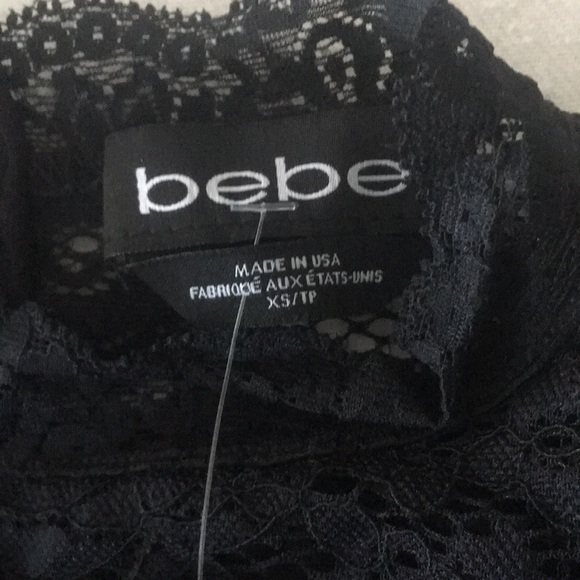 bebe
MADE IN USA
FABRIQUÉ AUX ÉTATS-UNIS
XS/TP